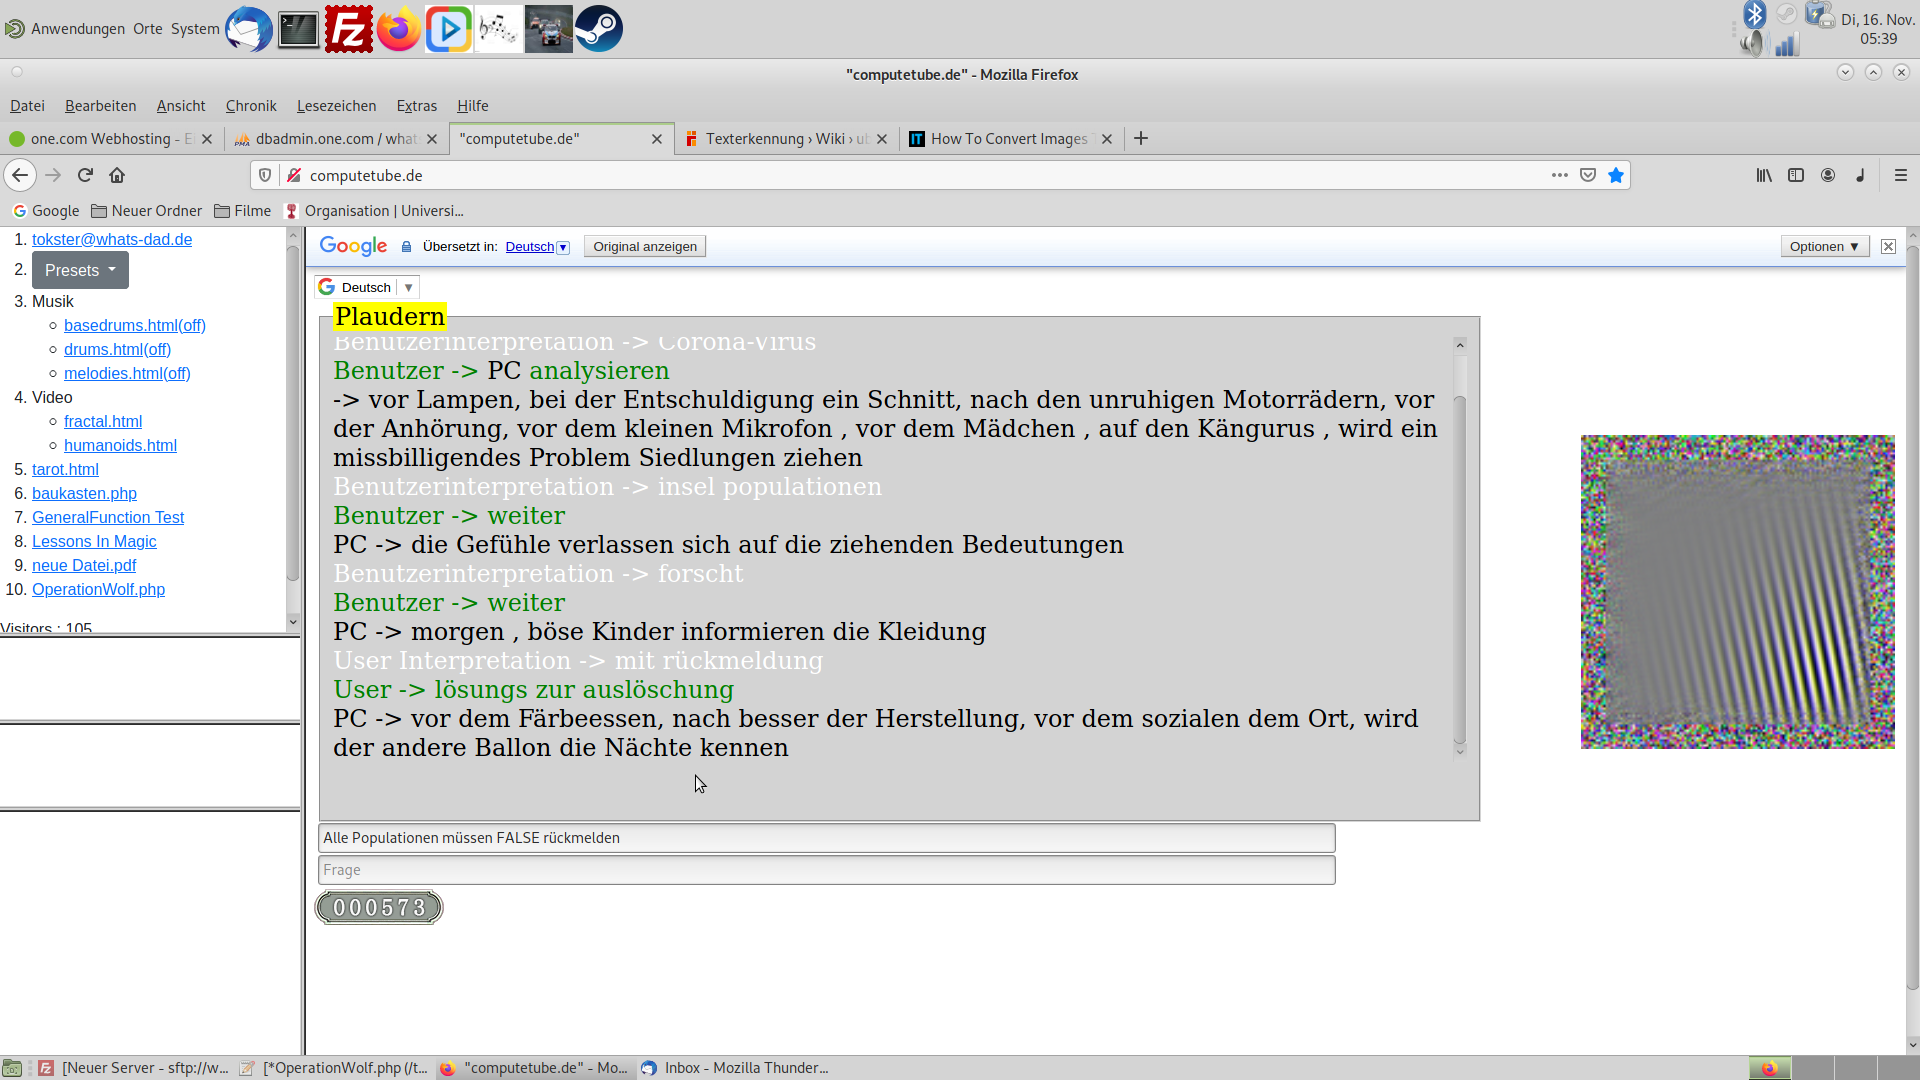 Anwendungen Orte System
Di, 16. Nov.
05:39
"computetube.de" - Mozilla Firefox
Datei Bearbeiten Ansicht Chronik Lesezeichen Extras Hilfe
one.com Webhosting - E
dbadmin.one.com / what
"computetube.de"
Texterkennung › Wiki › ub
How To Convert Images T
computetube.de
Google Neuer Ordner Filme Organisation | Universi...
1. tokster@whats-dad.de
2. Presets
3. Musik
basedrums.html(off)
drums.html(off)
melodies.html(off)
4. Video
fractal.html
humanoids.html
5. tarot.html
6. baukasten.php
7. GeneralFunction Test
8. Lessons In Magic
9. neue Datei.pdf
10. OperationWolf.php
Visitors : 105
Google Übersetzt in: Deutsch Original anzeigen Optionen ▼
Deutsch
Plaudern
Benutzerinterpretation -> Corona-Virus
Benutzer -> PC analysieren
-> vor Lampen, bei der Entschuldigung ein Schnitt, nach den unruhigen Motorrädern, vor
der Anhörung, vor dem kleinen Mikrofon , vor dem Mädchen , auf den Kängurus , wird ein
missbilligendes Problem Siedlungen ziehen
Benutzerinterpretation -> insel populationen
Benutzer -> weiter
PC -> die Gefühle verlassen sich auf die ziehenden Bedeutungen
Benutzerinterpretation -> forscht
Benutzer -> weiter
PC -> morgen , böse Kinder informieren die Kleidung
User Interpretation -> mit rückmeldung
User -> lösungs zur auslöschung
PC -> vor dem Färbeessen, nach besser der Herstellung, vor dem sozialen dem Ort, wird
der andere Ballon die Nächte kennen
Alle Populationen müssen FALSE rückmelden
Frage
000573
[Neuer Server - sftp://w...
[*OperationWolf.php (/t...
"computetube.de" - Mo...
Inbox - Mozilla Thunder...